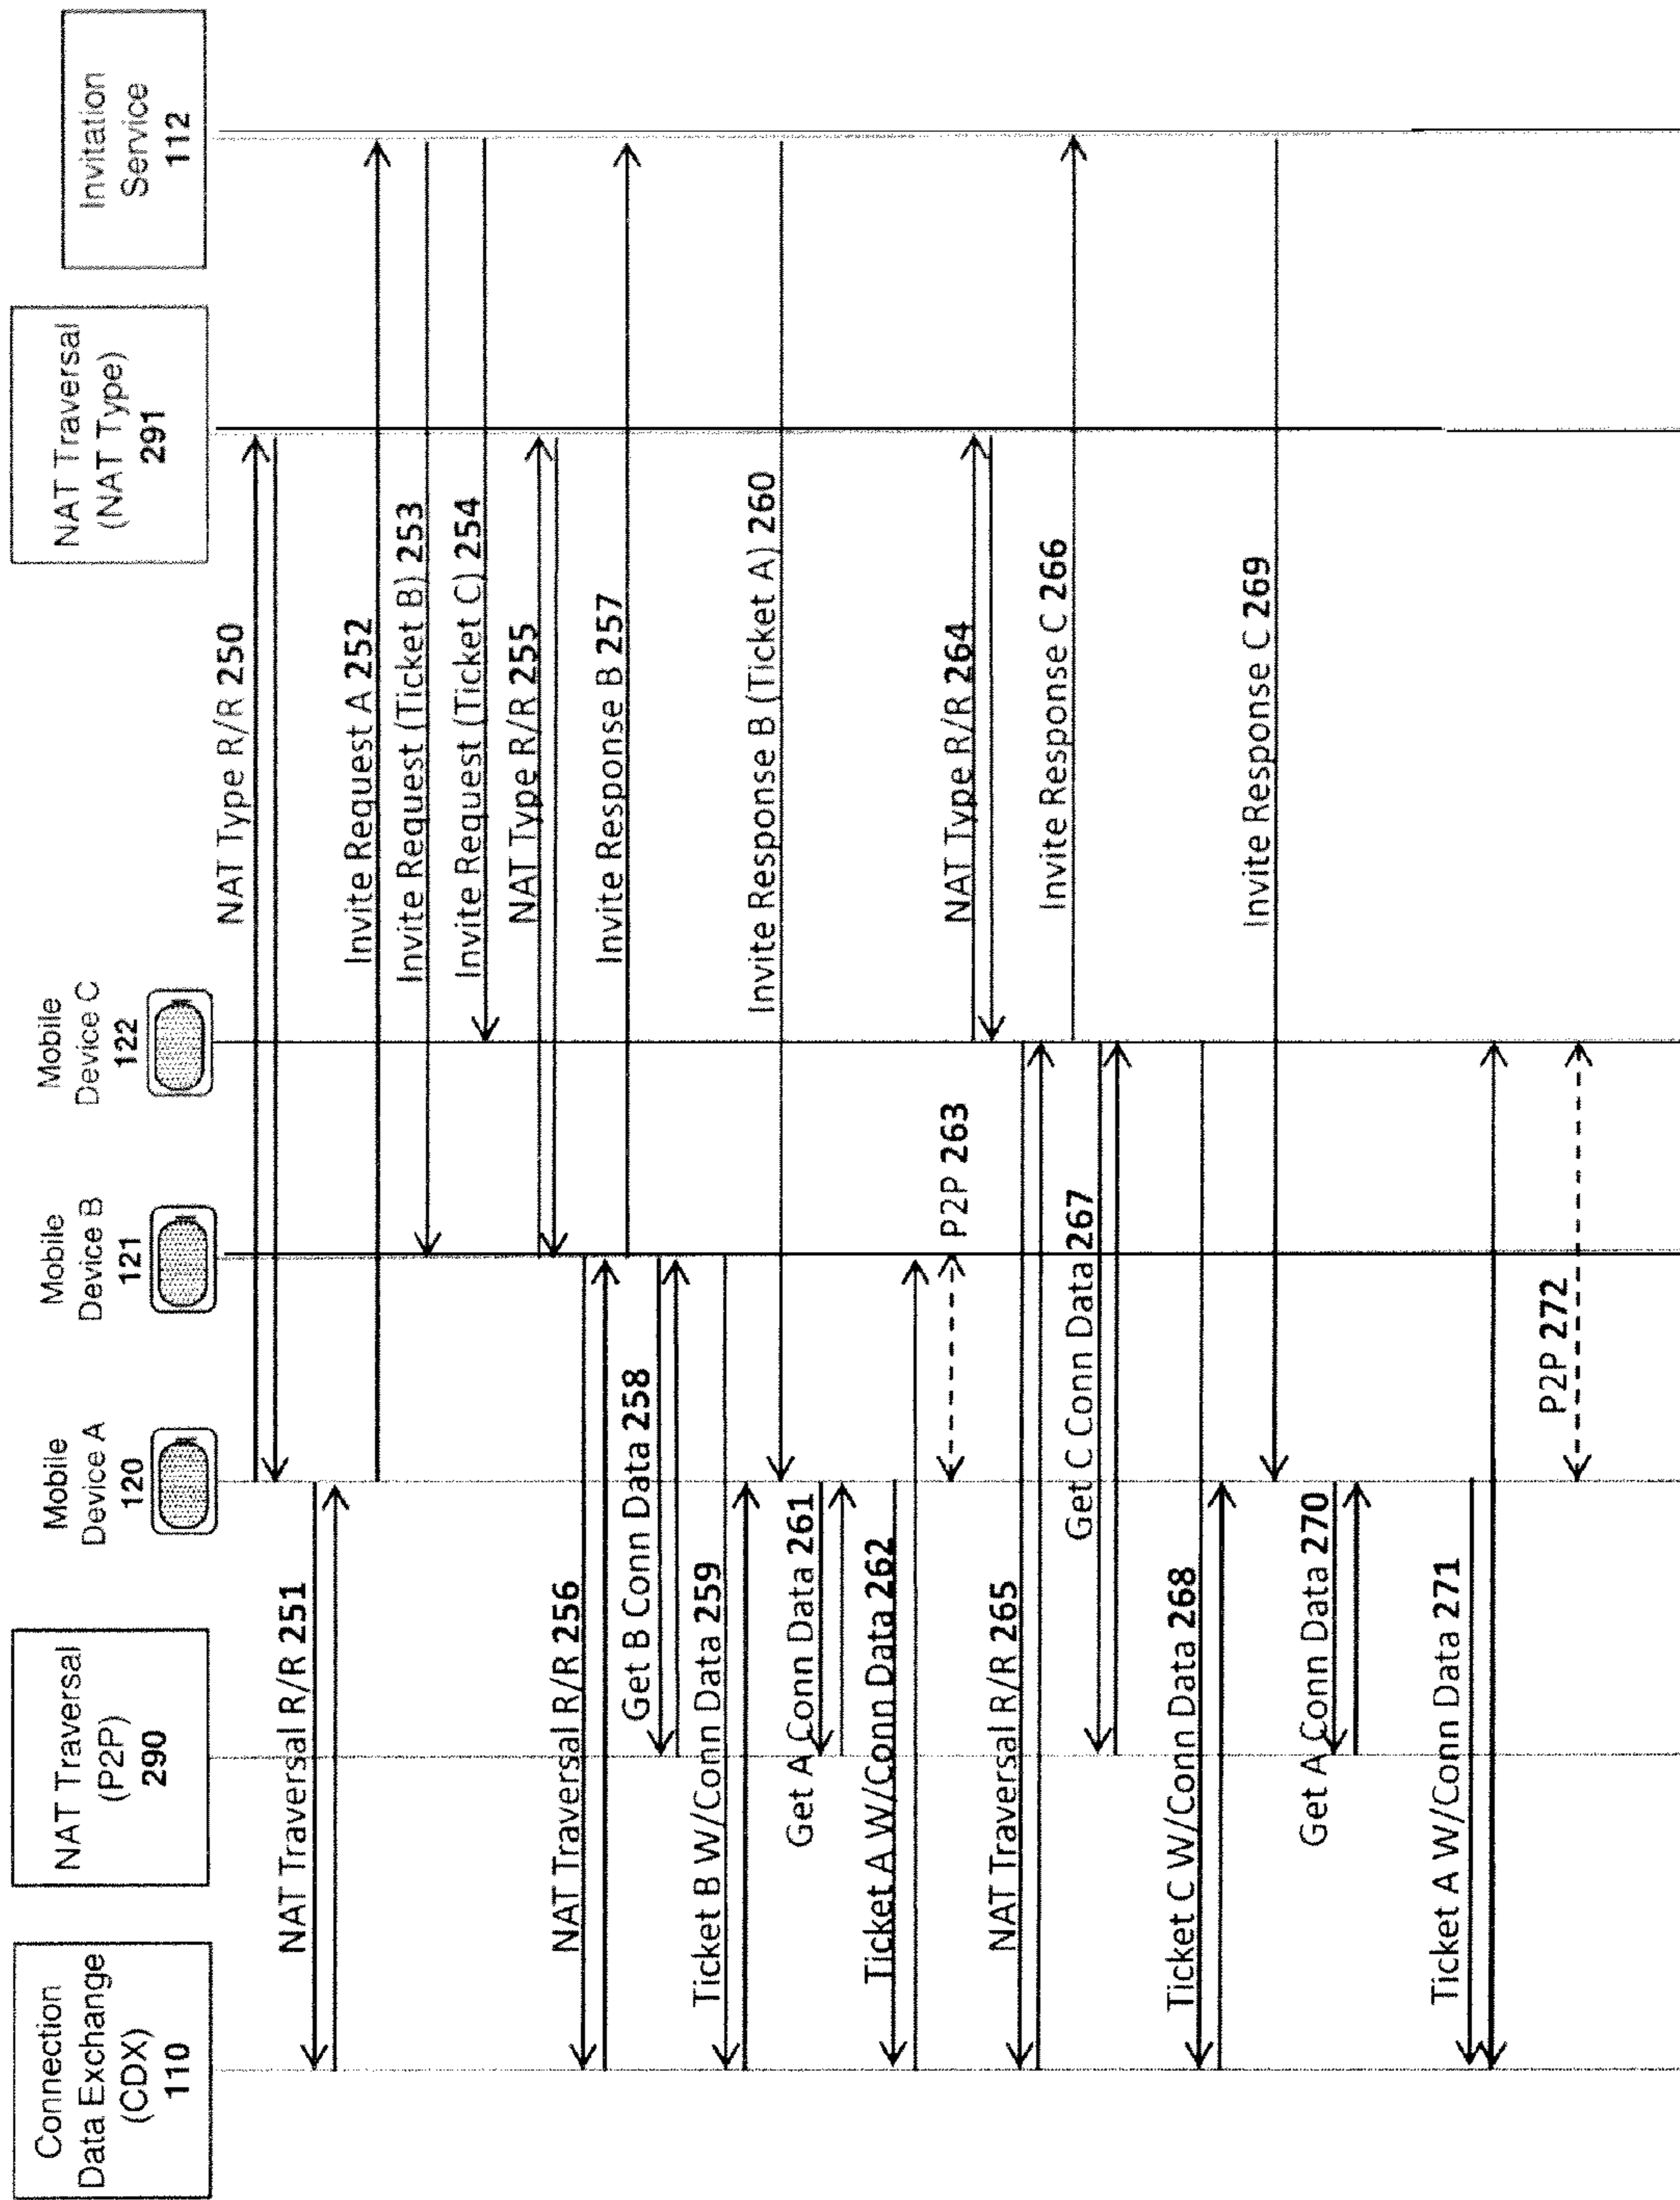 Connection
Data Exchange
(CDX)
110
NAT Traversal
(P2P)
290
Mobile
Device A
120
Mobile
Device B
121
Mobile
Device C
122
NAT Traversal
(NAT Type)
291
Invitation
Service
112
NAT Type R/R 250
NAT Traversal R/R 251
Invite Request A 252
Invite Request (Ticket B) 253
Invite Request (Ticket C) 254
NAT Type R/R 255
NAT Traversal R/R 256
Invite Response B 257
Get B Conn Data 258
Ticket B W/Conn Data 259
Invite Response B (Ticket A) 260
Get A Conn Data 261
Ticket A W/Conn Data 262
P2P 263
NAT Type R/R 264
NAT Traversal R/R 265
Invite Response C 266
Get C Conn Data 267
Ticket C W/Conn Data 268
Invite Response C 269
Get A Conn Data 270
Ticket A W/Conn Data 271
P2P 272